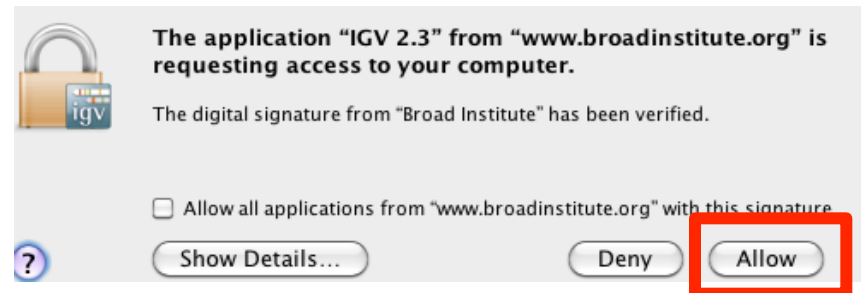 The application “IGV 2.3” from “www.broadinstitute.org” is
requesting access to your computer.
igv
The digital signature from “Broad Institute” has been verified.
Allow all applications from “www.broadinstitute.org” with this signature
?
Show Details...
Deny
Allow